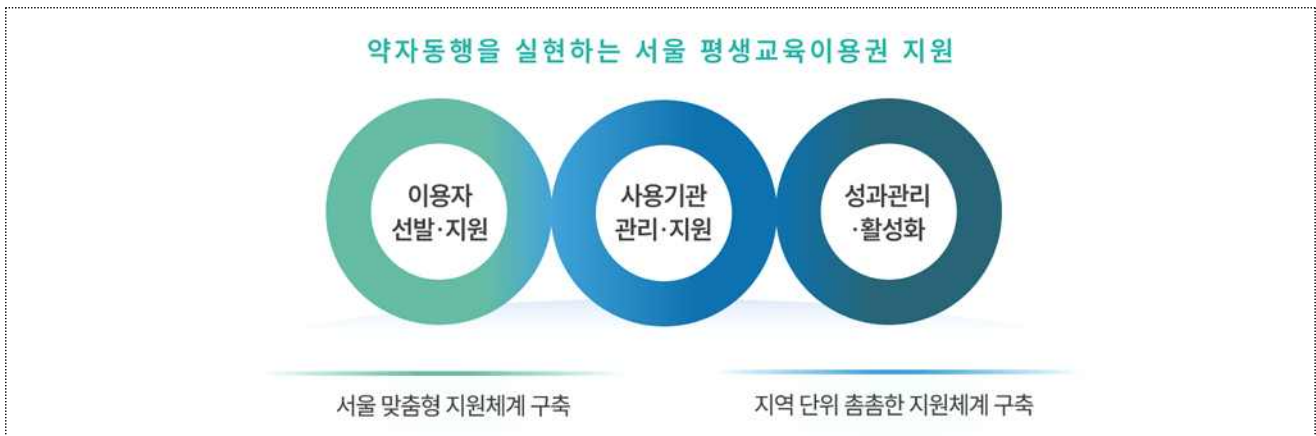 약자동행을 실현하는 서울 평생교육이용권 지원
이용자
선발·지원
사용기관
관리·지원
성과관리
·활성화
서울 맞춤형 지원체계 구축
지역 단위 촘촘한 지원체계 구축